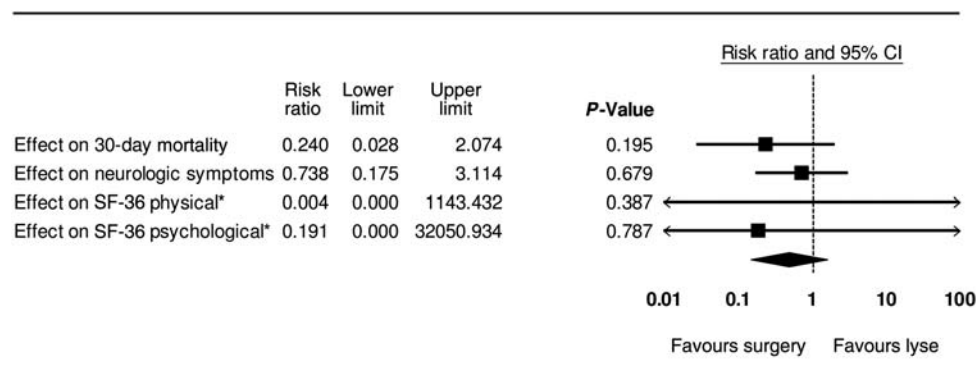 Risk ratio and 95% CI
Risk ratio Lower limit Upper limit P-Value
Effect on 30-day mortality 0.240 0.028 2.074 0.195
Effect on neurologic symptoms 0.738 0.175 3.114 0.679
Effect on SF-36 physical* 0.004 0.000 1143.432 0.387
Effect on SF-36 psychological* 0.191 0.000 32050.934 0.787
0.01 0.1 1 10 100
Favours surgery Favours lyse